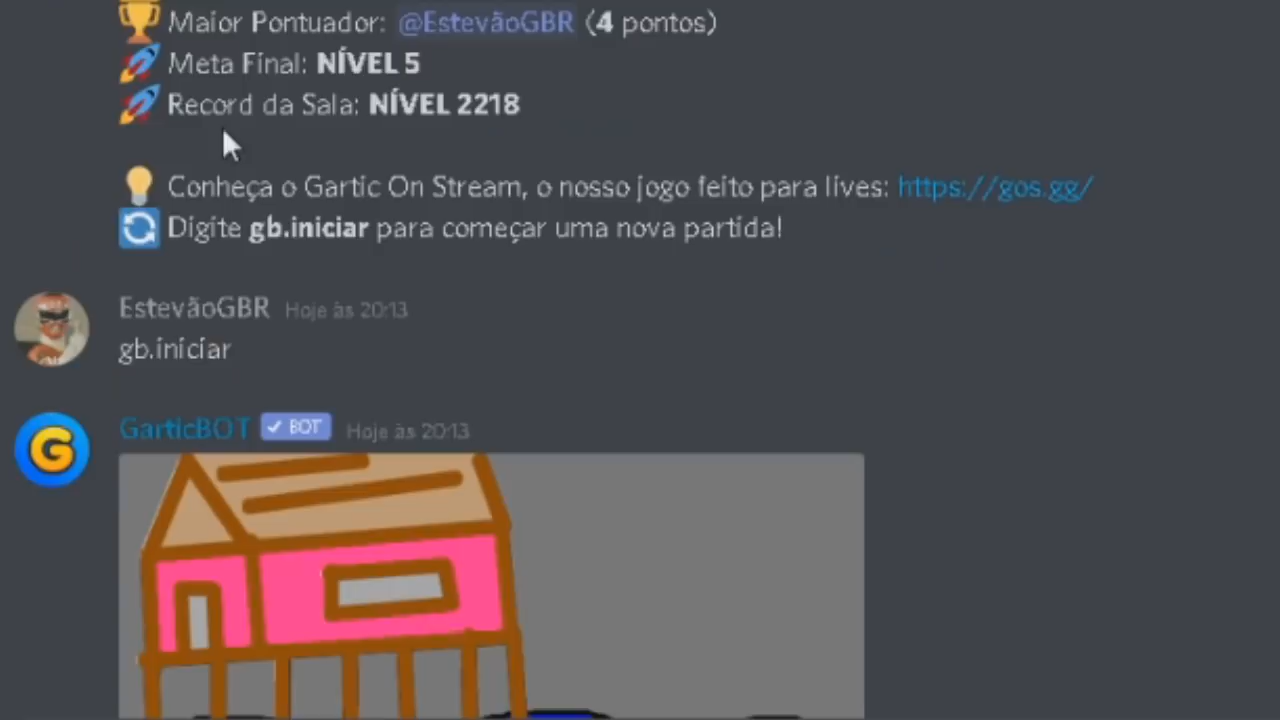 Maior Pontuador: @EstevãoGBR (4 pontos)
Meta Final: NÍVEL 5
Record da Sala: NÍVEL 2218
Conheça o Gartic On Stream, o nosso jogo feito para lives: https://gos.gg/
Digite gb.iniciar para começar uma nova partida!
EstevãoGBR Hoje às 20:13
gb.iniciar
GarticBOT BOT Hoje às 20:13
G